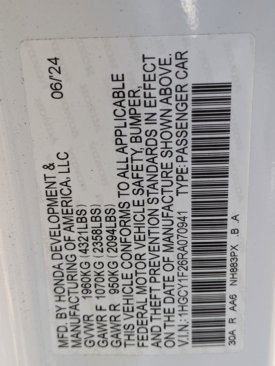 MFD. BY HONDA DEVELOPMENT & 06/24
MANUFACTURING OF AMERICA, LLC
GVWR 1960KG (4321LBS)
GAWR F 1070KG (2358LBS)
GAWR R 950KG (2094LBS)
THIS VEHICLE CONFORMS TO ALL APPLICABLE
FEDERAL MOTOR VEHICLE SAFETY, BUMPER,
AND THEFT PREVENTION STANDARDS IN EFFECT
ON THE DATE OF MANUFACTURE SHOWN ABOVE.
V.I.N.: 1HGCY1F26RA070941 TYPE: PASSENGER CAR
30A R AA6 NH883PX .B .A